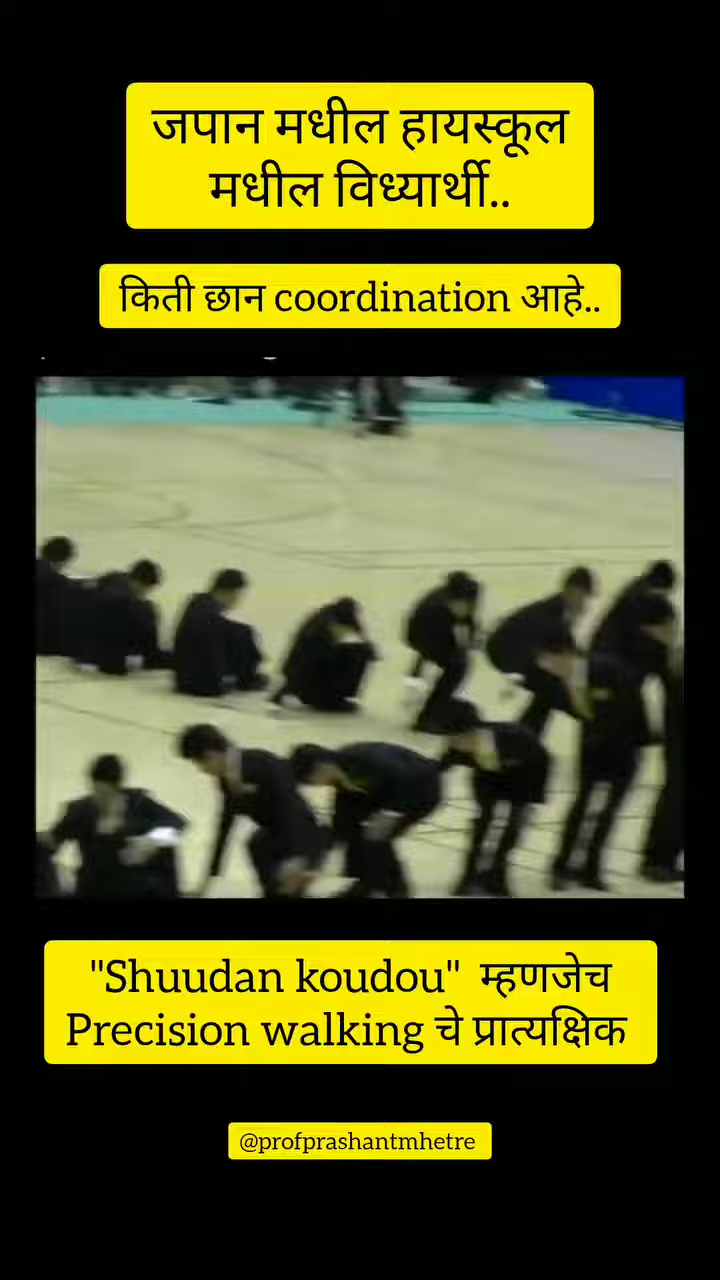 जपान मधील हायस्कूल
मधील विध्यार्थी..
किती छान coordination आहे..
"Shuudan koudou" म्हणजेच
Precision walking चे प्रात्यक्षिक
@profprashantmhetre